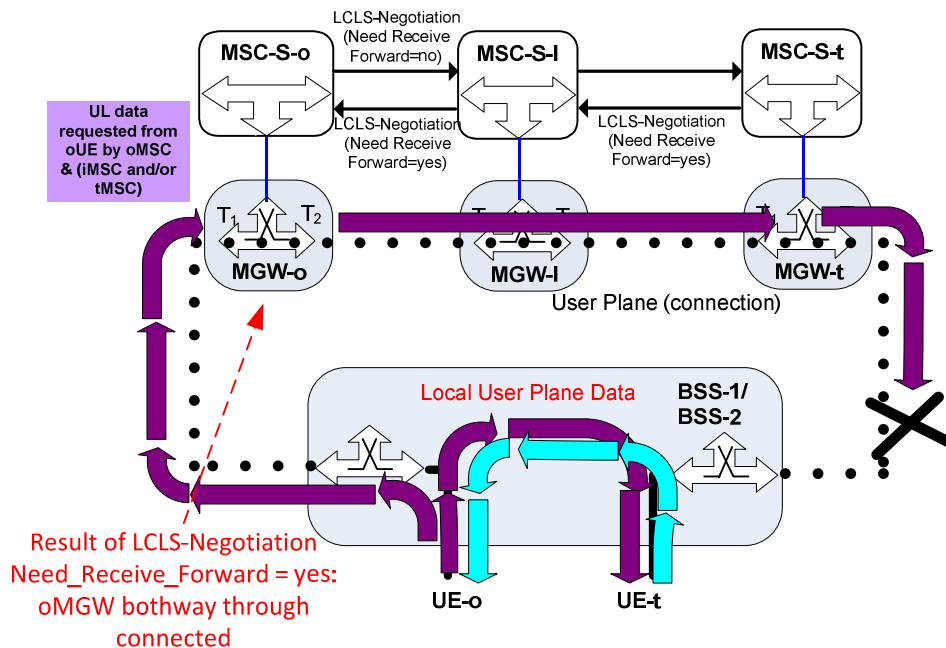 LCLS-Negotiation
(Need Receive
Forward=no)
MSC-S-o
MSC-S-I
MSC-S-t
LCLS-Negotiation
(Need Receive
Forward=yes)
LCLS-Negotiation
(Need Receive
Forward=yes)
UL data
requested from
oUE by oMSC
& (iMSC and/or
tMSC)
T1
T2
MGW-o
MGW-I
MGW-t
User Plane (connection)
Local User Plane Data
BSS-1/
BSS-2
Result of LCLS-Negotiation
Need_Receive_Forward = yes:
oMGW bothway through
connected
UE-o
UE-t